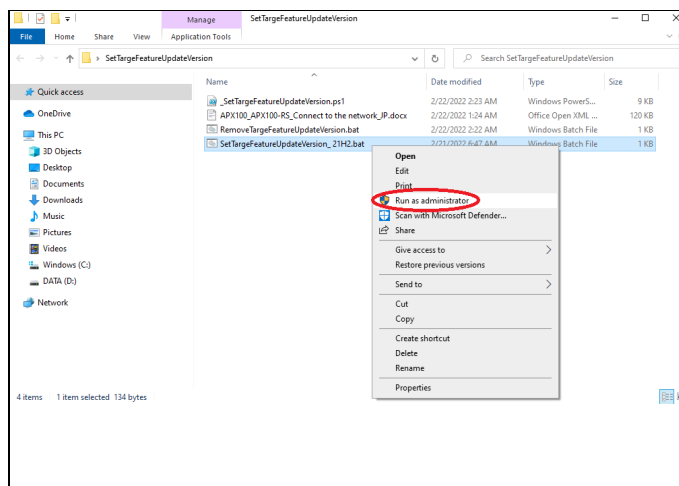 Manage SetTargeFeatureUpdateVersion
File Home Share View Application Tools
SetTargeFeatureUpdateVersion Search SetTargeFeatureUpdateVersion
Name Date modified Type Size
Quick access
OneDrive
This PC
3D Objects
Desktop
Documents
Downloads
Music
Pictures
Videos
Windows (C:)
DATA (D:)
Network
_SetTargeFeatureUpdateVersion.ps1 2/22/2022 2:23 AM Windows PowerS... 9 KB
APX100_APX100-RS_Connect to the network_JP.docx 2/22/2022 1:24 AM Office Open XML ... 120 KB
RemoveTargeFeatureUpdateVersion.bat 2/22/2022 2:22 AM Windows Batch File 1 KB
SetTargeFeatureUpdateVersion_ 21H2.bat 2/21/2022 6:47 AM Windows Batch File 1 KB
Open
Edit
Print
Run as administrator
Scan with Microsoft Defender...
Share
Give access to
Restore previous versions
Send to
Cut
Copy
Create shortcut
Delete
Rename
Properties
4 items 1 item selected 134 bytes